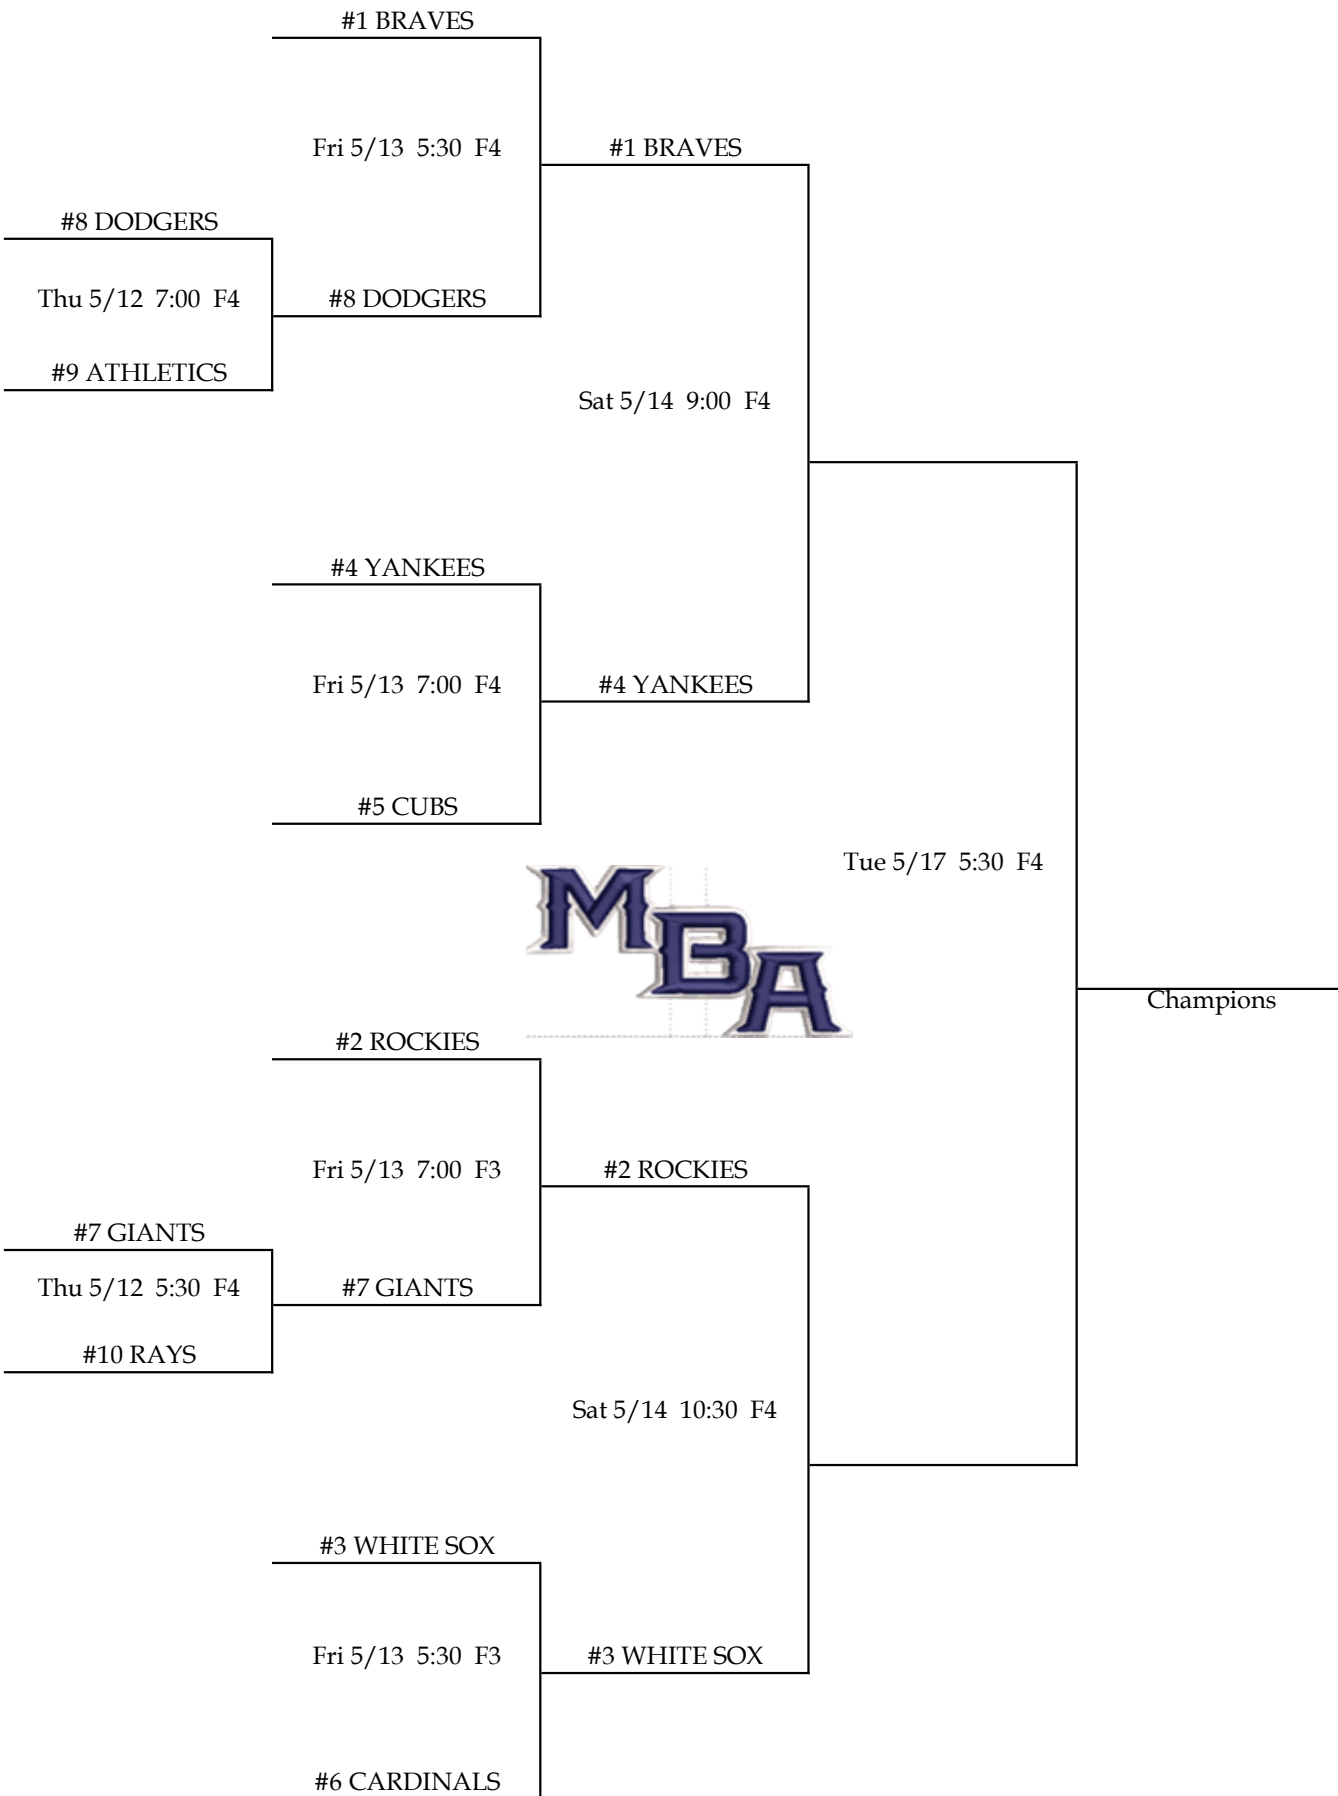 #1 BRAVES
Fri 5/13 5:30 F4
#1 BRAVES
#8 DODGERS
Thu 5/12 7:00 F4
#8 DODGERS
#9 ATHLETICS
Sat 5/14 9:00 F4
#4 YANKEES
Fri 5/13 7:00 F4
#4 YANKEES
#5 CUBS
Tue 5/17 5:30 F4
MBA
Champions
#2 ROCKIES
Fri 5/13 7:00 F3
#2 ROCKIES
#7 GIANTS
Thu 5/12 5:30 F4
#7 GIANTS
#10 RAYS
Sat 5/14 10:30 F4
#3 WHITE SOX
Fri 5/13 5:30 F3
#3 WHITE SOX
#6 CARDINALS